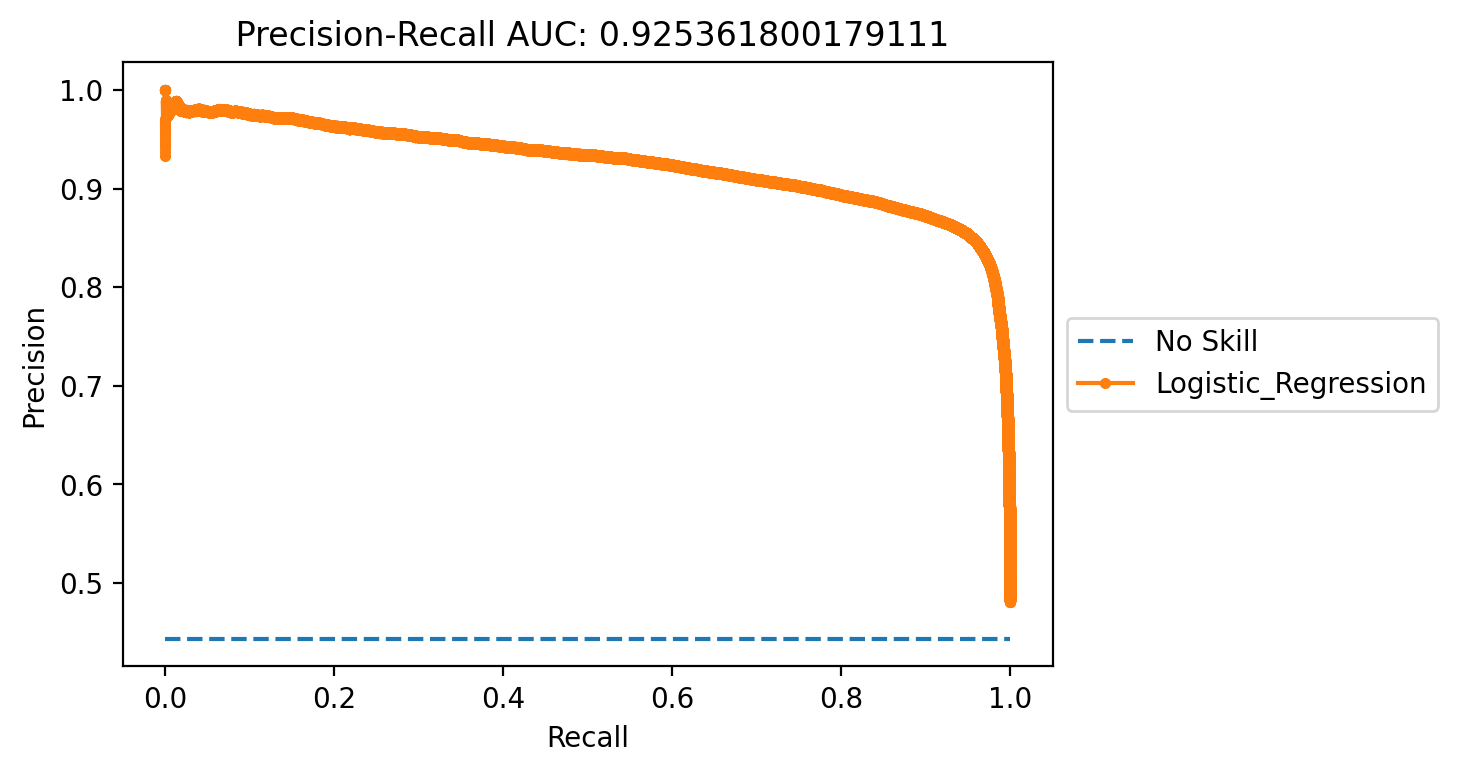 Precision-Recall AUC: 0.925361800179111
1.0
0.9
0.8
0.7
0.6
0.5
Precision
0.0 0.2 0.4 0.6 0.8 1.0
Recall
No Skill
Logistic_Regression